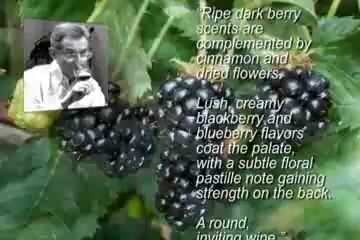 “Ripe dark berry
scents are
complemented by
cinnamon and
dried flowers.
Lush, creamy
blackberry and
blueberry flavors
coat the palate,
with a subtle floral
pastille note gaining
strength on the back.
A round,
inviting wine.”